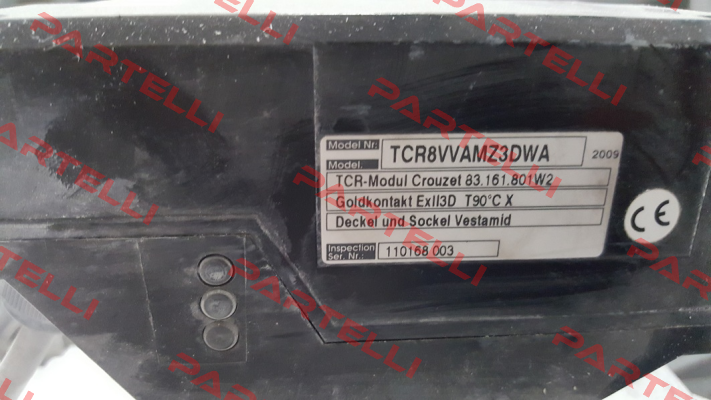 Model Nr: TCR8VVAMZ3DWA 2009
Model.
TCR-Modul Crouzet 83.161.801W2
Goldkontakt ExII3D T90°C X
Deckel und Sockel Vestamid
Inspection
Ser. Nr.: 110168 003
CE
PARTELLI
PARTELLI
PARTELLI
PARTELLI
PARTELLI
PARTELLI
PARTELLI
PARTELLI